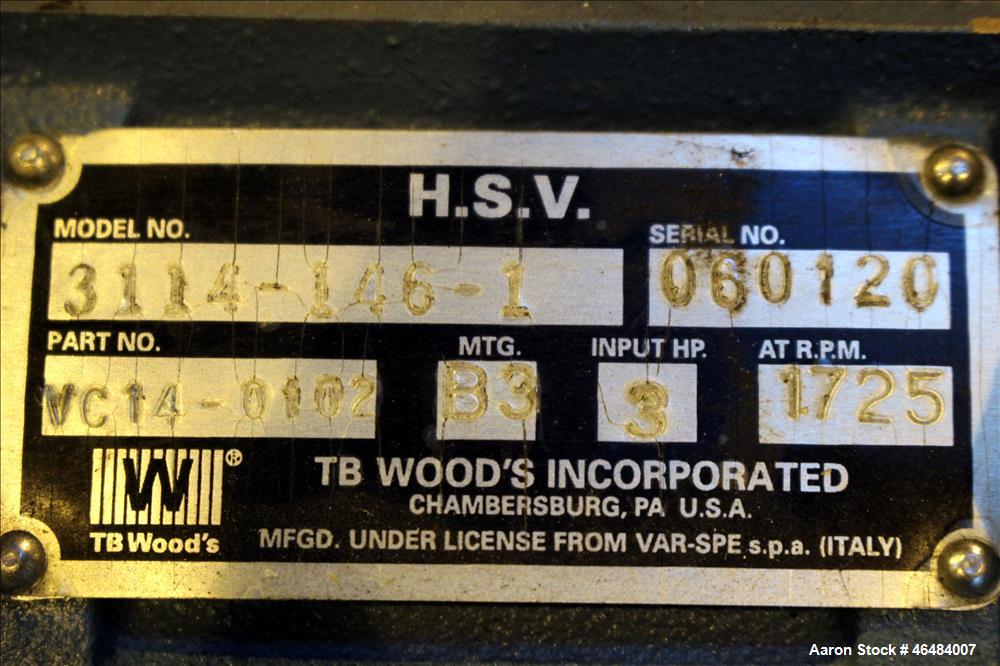 H.S.V.
MODEL NO. SERIAL NO.
3114-146-1 060120
PART NO. MTG. INPUT HP. AT R.P.M.
VC14-0102 B3 3 1725
W ® TB WOOD'S INCORPORATED
CHAMBERSBURG, PA U.S.A.
TB Wood's MFGD. UNDER LICENSE FROM VAR-SPE s.p.a. (ITALY)
Aaron Stock # 46484007